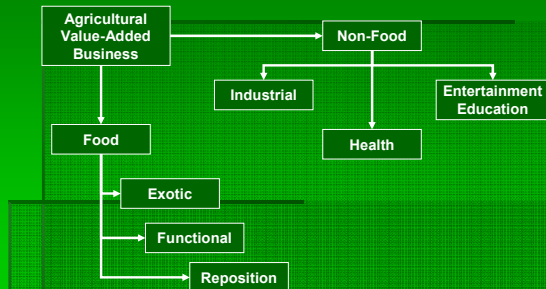 Agricultural
Value-Added
Business
Non-Food
Industrial
Entertainment
Education
Food
Health
Exotic
Functional
Reposition